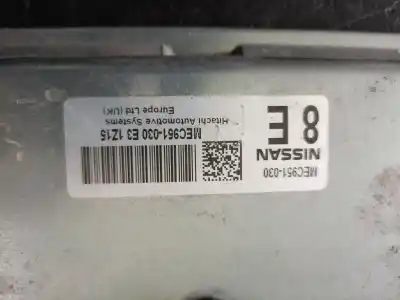 MEC951-030
NISSAN
8E
MEC951-030 E3 1Z15
Hitachi Automotive Systems
Europe Ltd (UK)